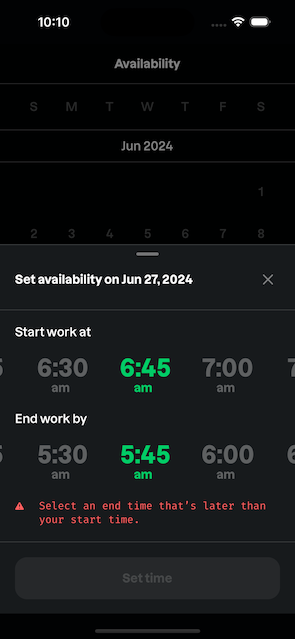 10:10
Availability
S M T W T F S
Jun 2024
1
2 3 4 5 6 7 8
Set availability on Jun 27, 2024
Start work at
6:30 6:45 7:00
am am am
End work by
5:30 5:45 6:00
am am am
Select an end time that's later than
your start time.
Set time